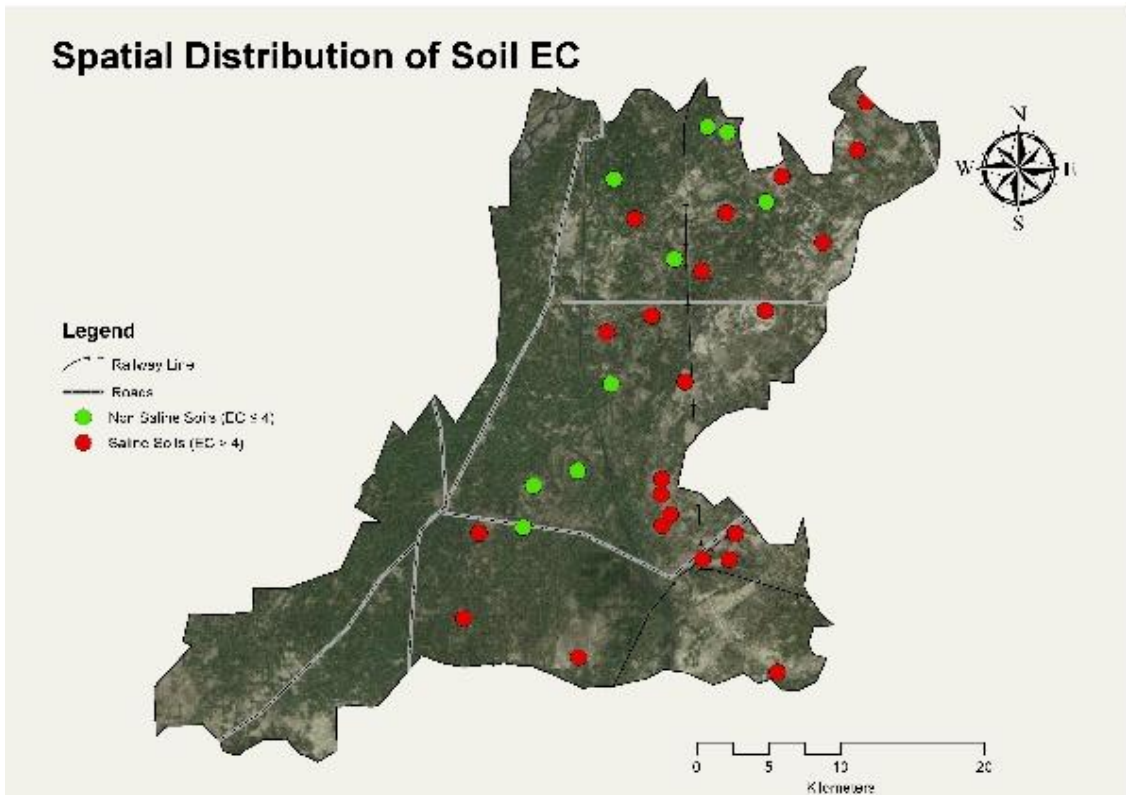 Spatial Distribution of Soil EC
N
W E
S
Legend
Railway Line
Roads
Non Saline Soils (EC ≤ 4)
Saline Soils (EC > 4)
0 5 10 20
Kilometers